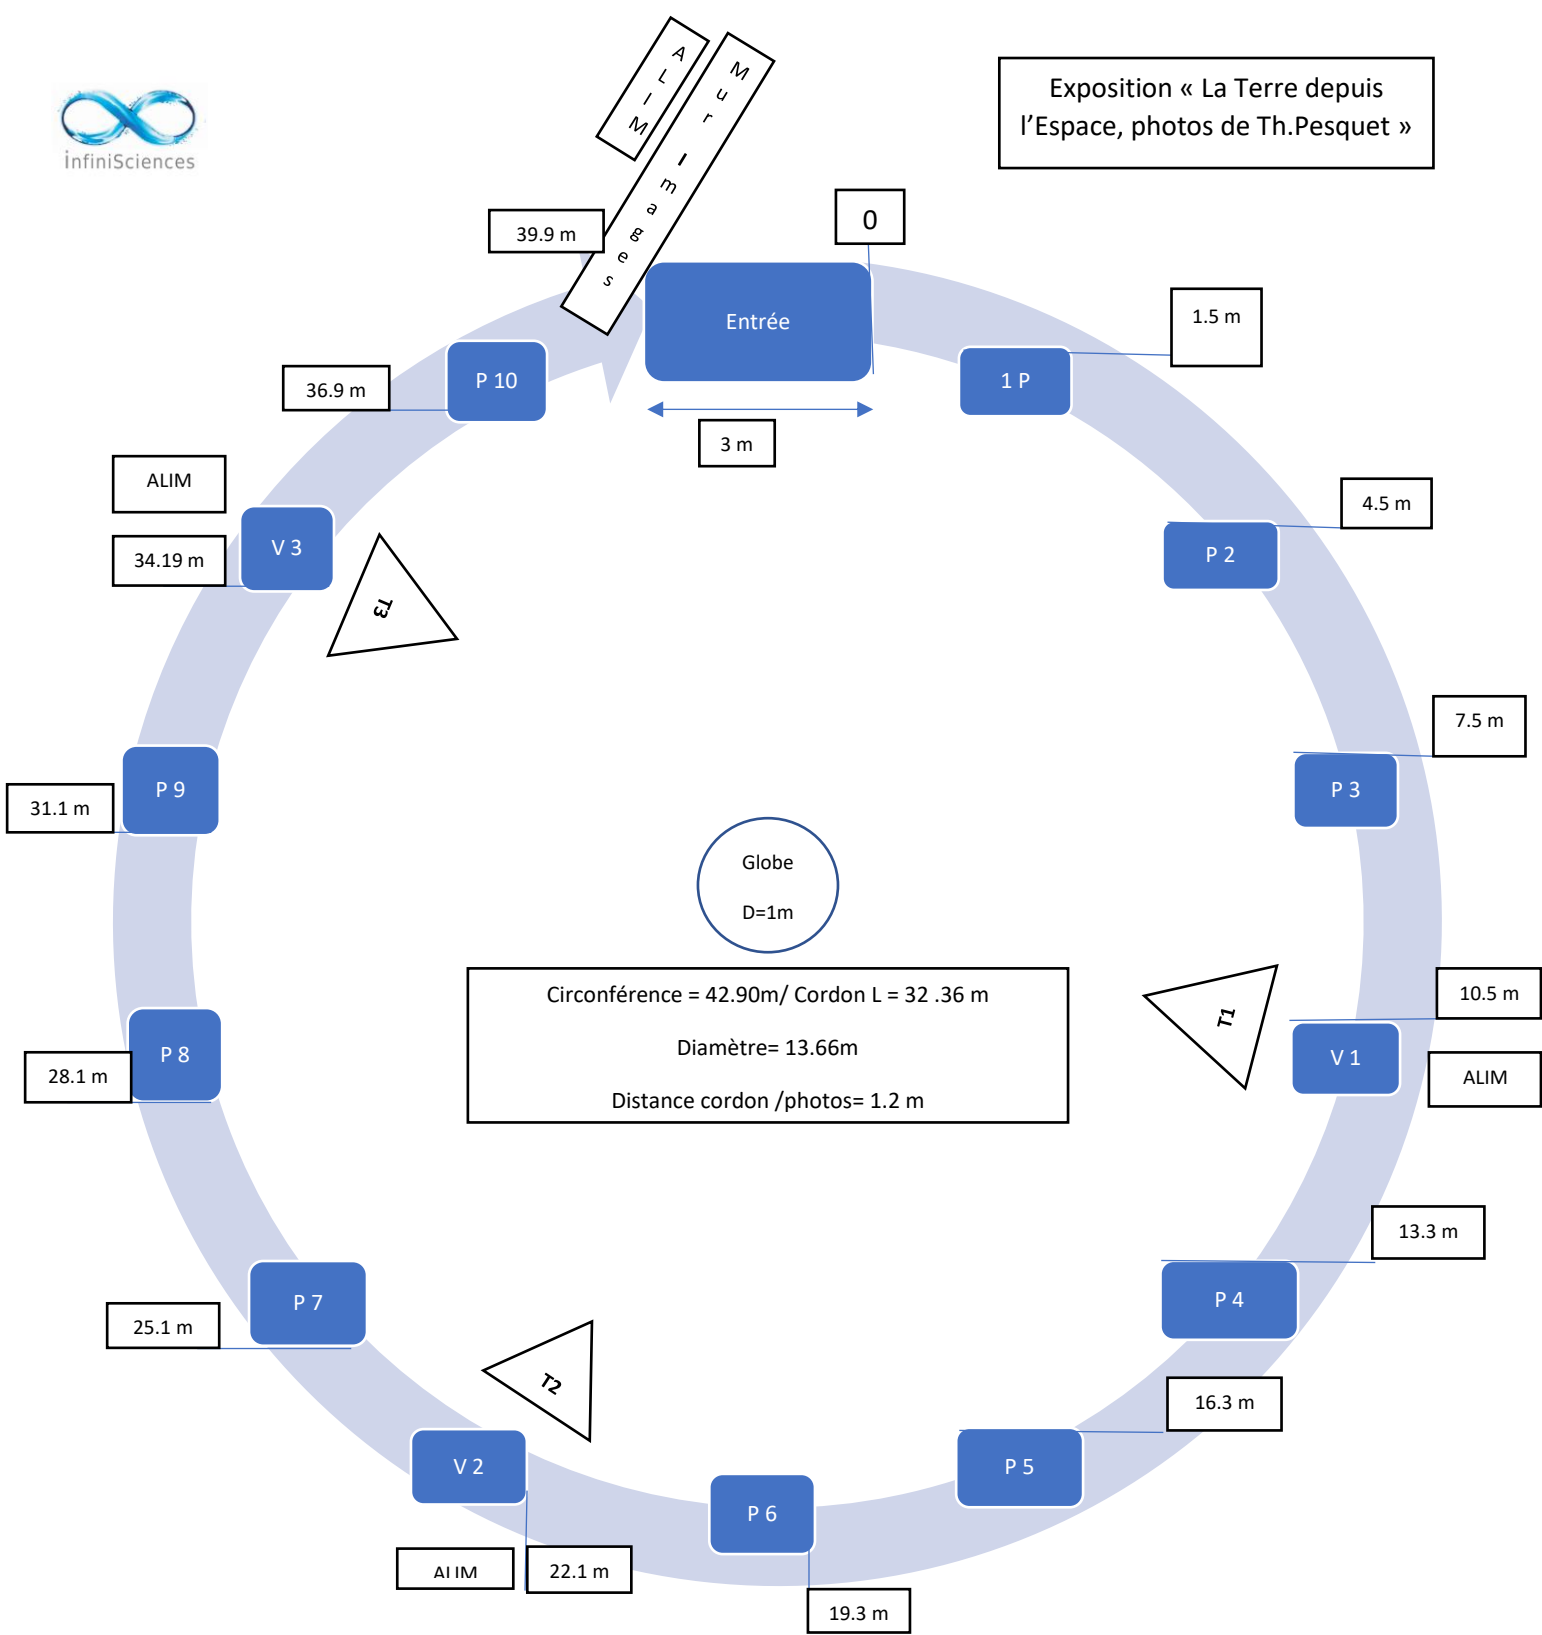 infiniSciences
ALIM
Mur Images
Exposition « La Terre depuis
l’Espace, photos de Th.Pesquet »
39.9 m
0
Entrée
3 m
1.5 m
1 P
4.5 m
P 2
7.5 m
P 3
10.5 m
V 1
ALIM
T1
13.3 m
P 4
16.3 m
P 5
19.3 m
P 6
22.1 m
V 2
ALIM
T2
25.1 m
P 7
28.1 m
P 8
31.1 m
P 9
ALIM
34.19 m
V 3
T3
36.9 m
P 10
Globe
D=1m
Circonférence = 42.90m/ Cordon L = 32 .36 m
Diamètre= 13.66m
Distance cordon /photos= 1.2 m